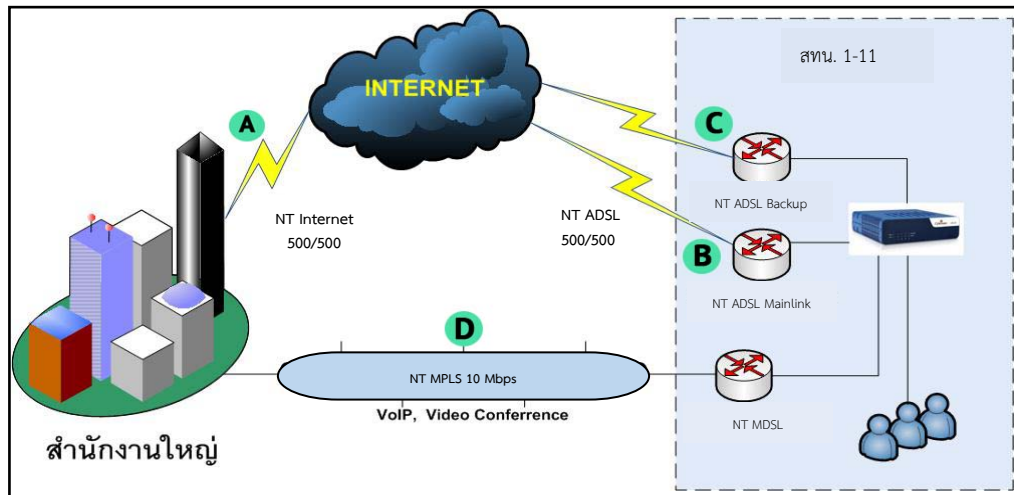 สทน. 1-11
INTERNET
A
C
NT ADSL Backup
NT Internet
500/500
NT ADSL
500/500
B
NT ADSL Mainlink
D
NT MPLS 10 Mbps
VoIP, Video Conferrence
NT MDSL
สำนักงานใหญ่